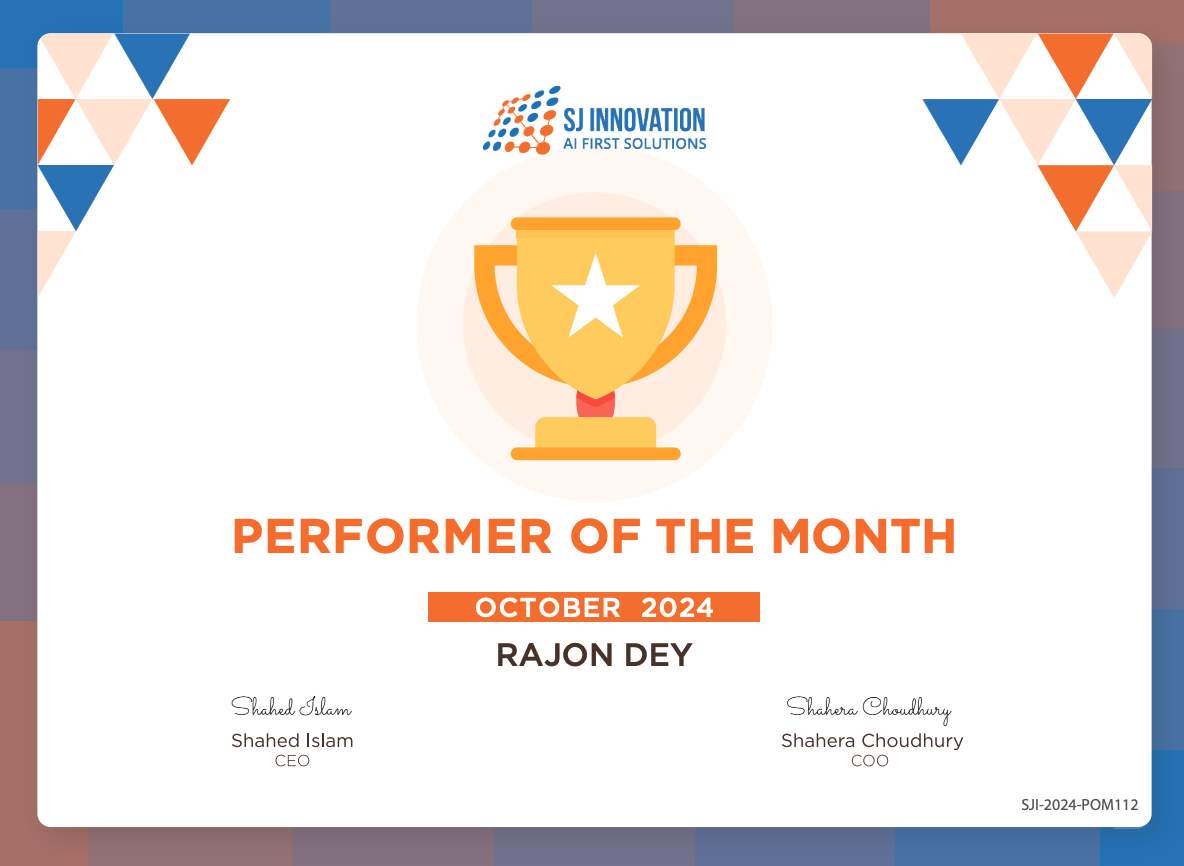 SJ INNOVATION
AI FIRST SOLUTIONS
PERFORMER OF THE MONTH
OCTOBER 2024
RAJON DEY
Shahed Islam
Shahed Islam
CEO
Shahera Choudhury
Shahera Choudhury
COO
SJI-2024-POM112